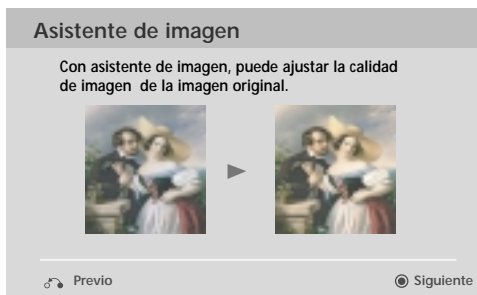 Asistente de imagen
Con asistente de imagen, puede ajustar la calidad
de imagen de la imagen original.
Previo
Siguiente